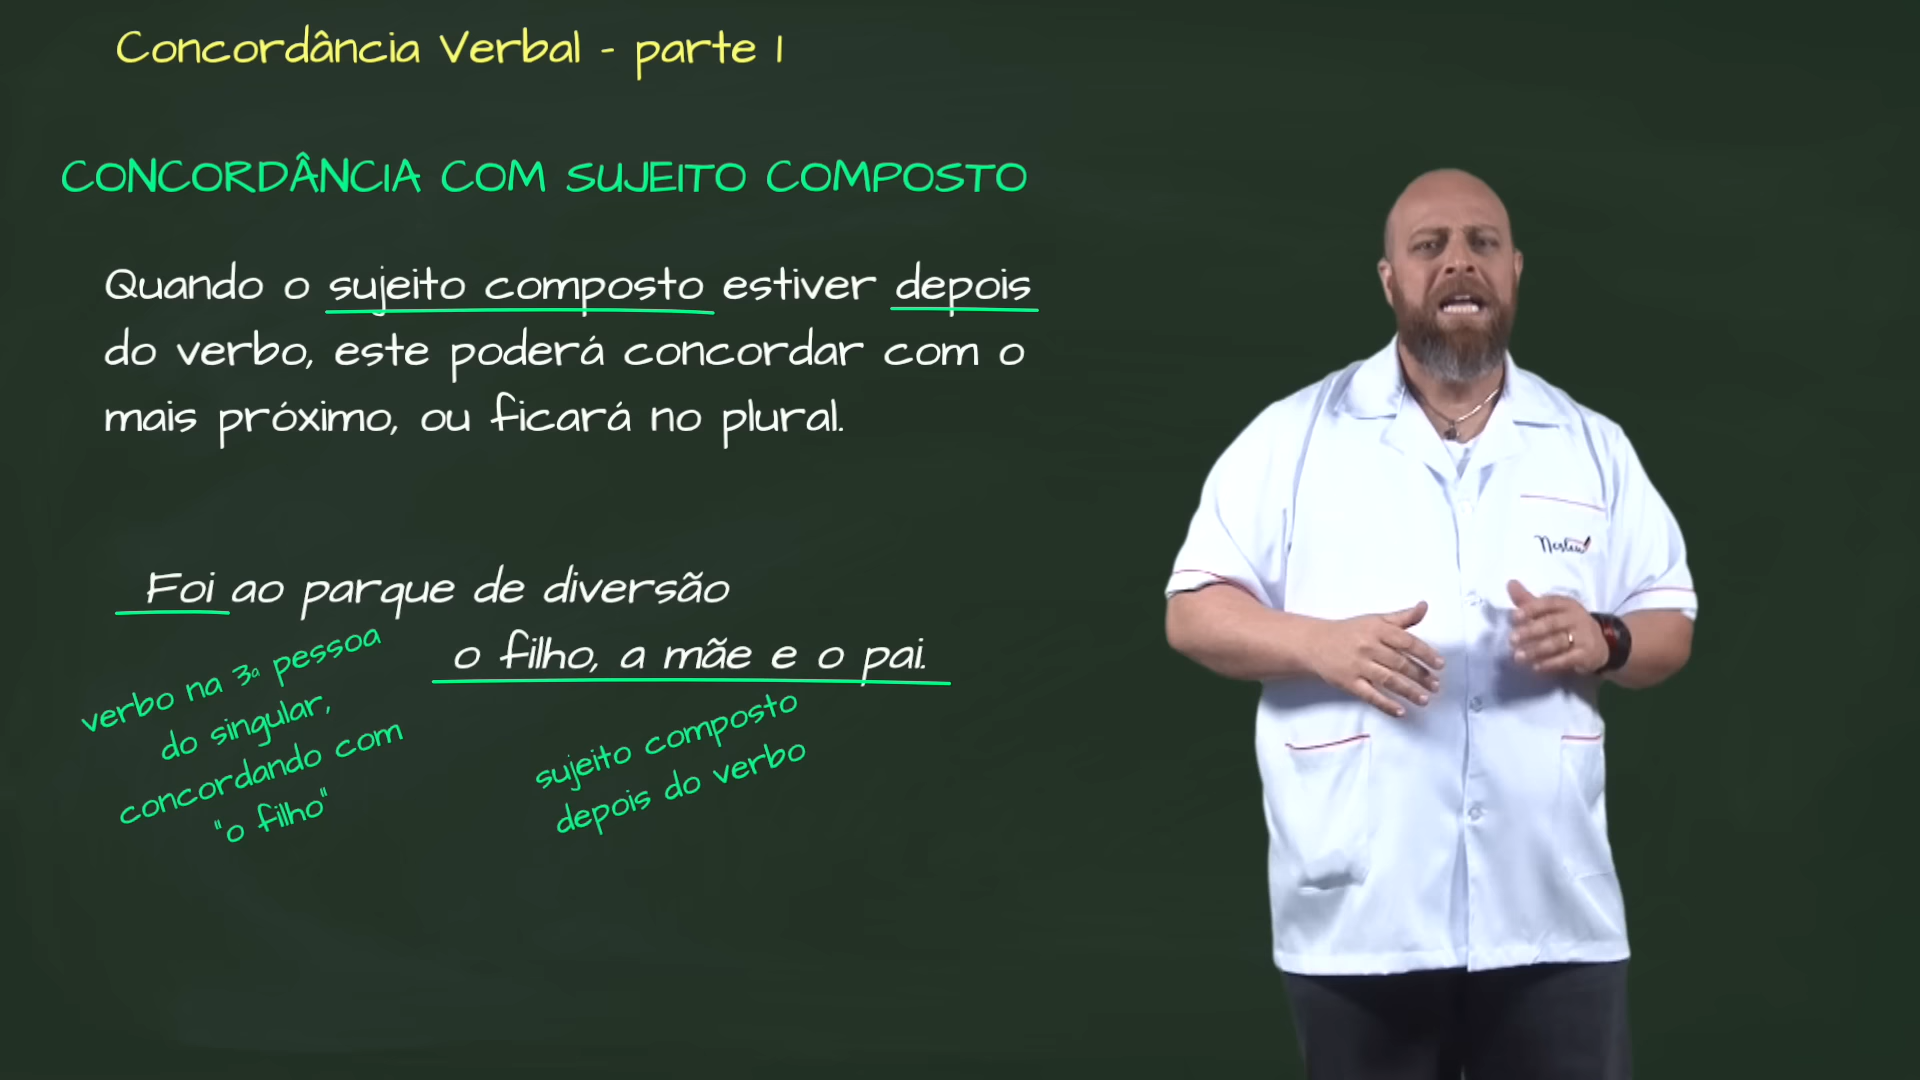 Concordância Verbal - parte 1
CONCORDÂNCIA COM SUJEITO COMPOSTO
Quando o sujeito composto estiver depois
do verbo, este poderá concordar com o
mais próximo, ou ficará no plural.
Foi ao parque de diversão
o filho, a mãe e o pai.
verbo na 3ª pessoa
do singular,
concordando com
"o filho"
sujeito composto
depois do verbo